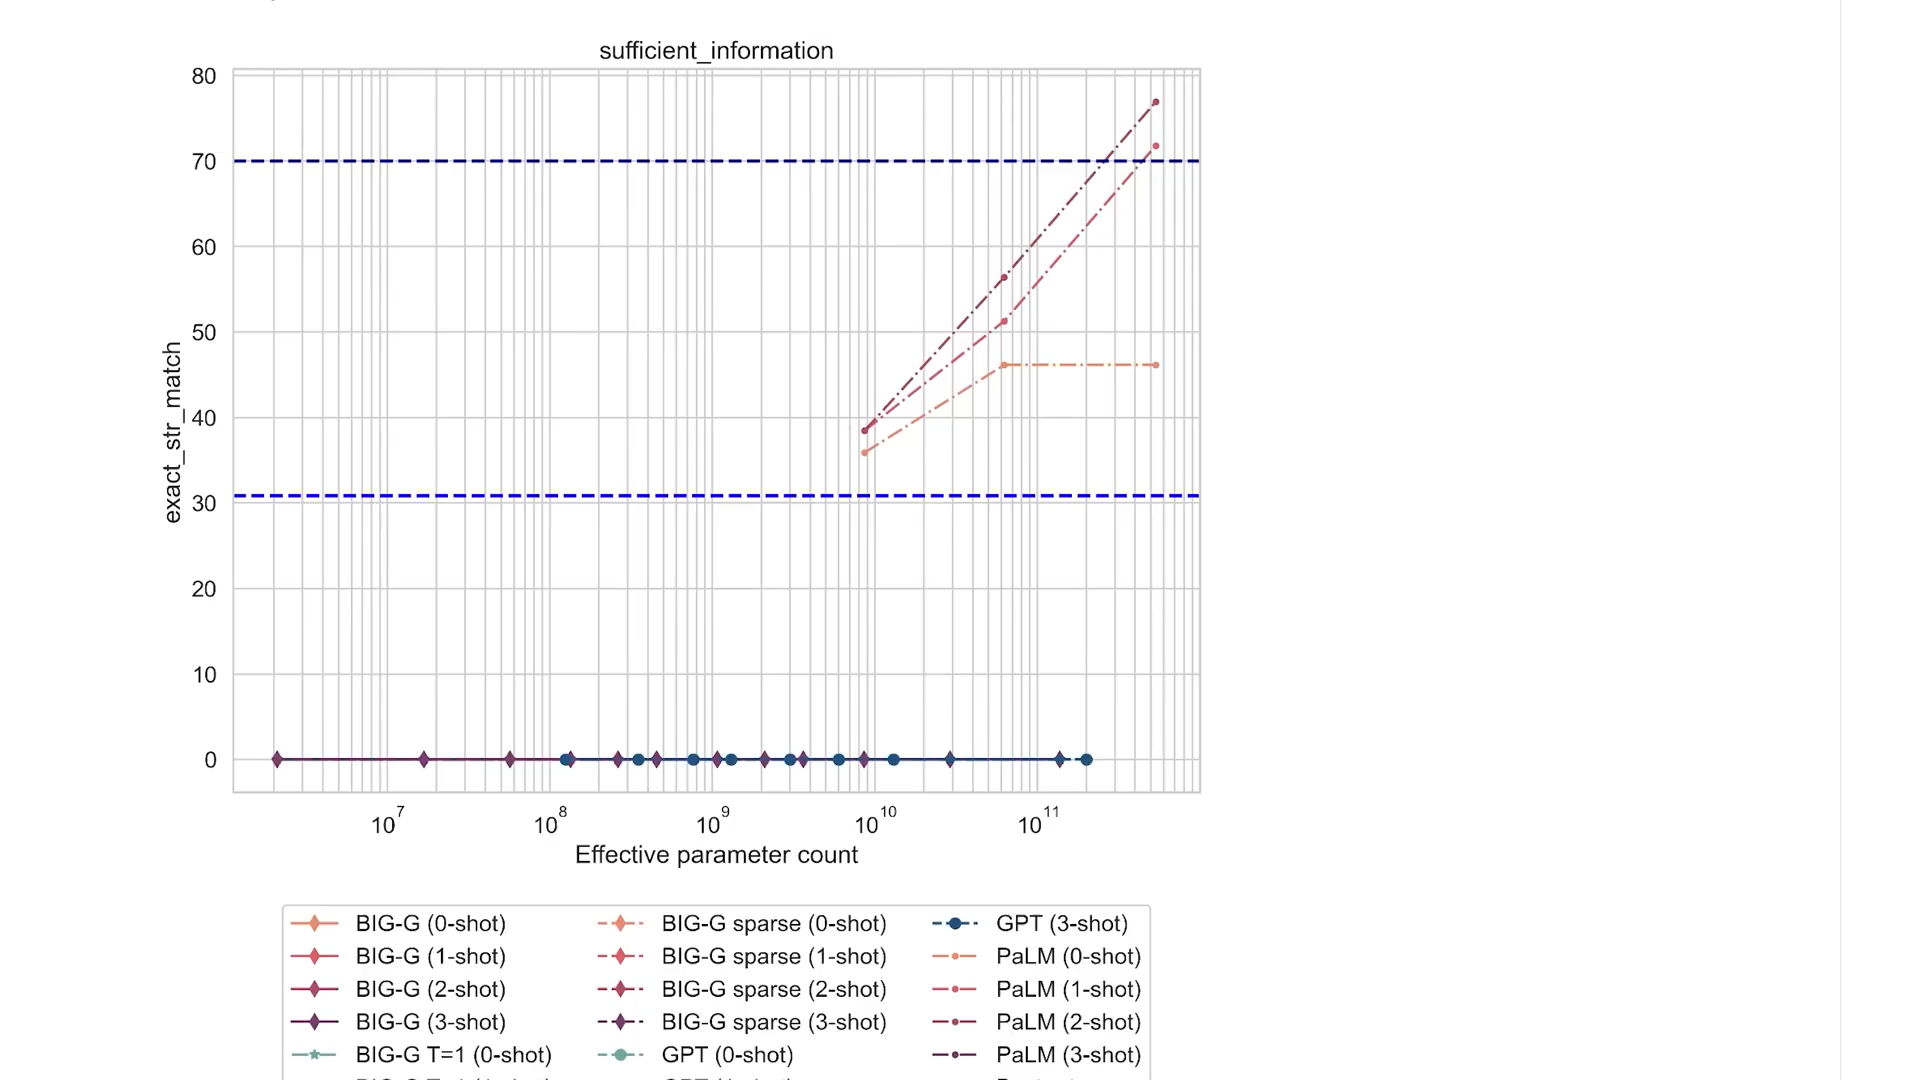 sufficient_information
80
70
60
50
40
30
20
10
0
exact_str_match
10^7 10^8 10^9 10^10 10^11
Effective parameter count
BIG-G (0-shot) BIG-G sparse (0-shot) GPT (3-shot)
BIG-G (1-shot) BIG-G sparse (1-shot) PaLM (0-shot)
BIG-G (2-shot) BIG-G sparse (2-shot) PaLM (1-shot)
BIG-G (3-shot) BIG-G sparse (3-shot) PaLM (2-shot)
BIG-G T=1 (0-shot) GPT (0-shot) PaLM (3-shot)